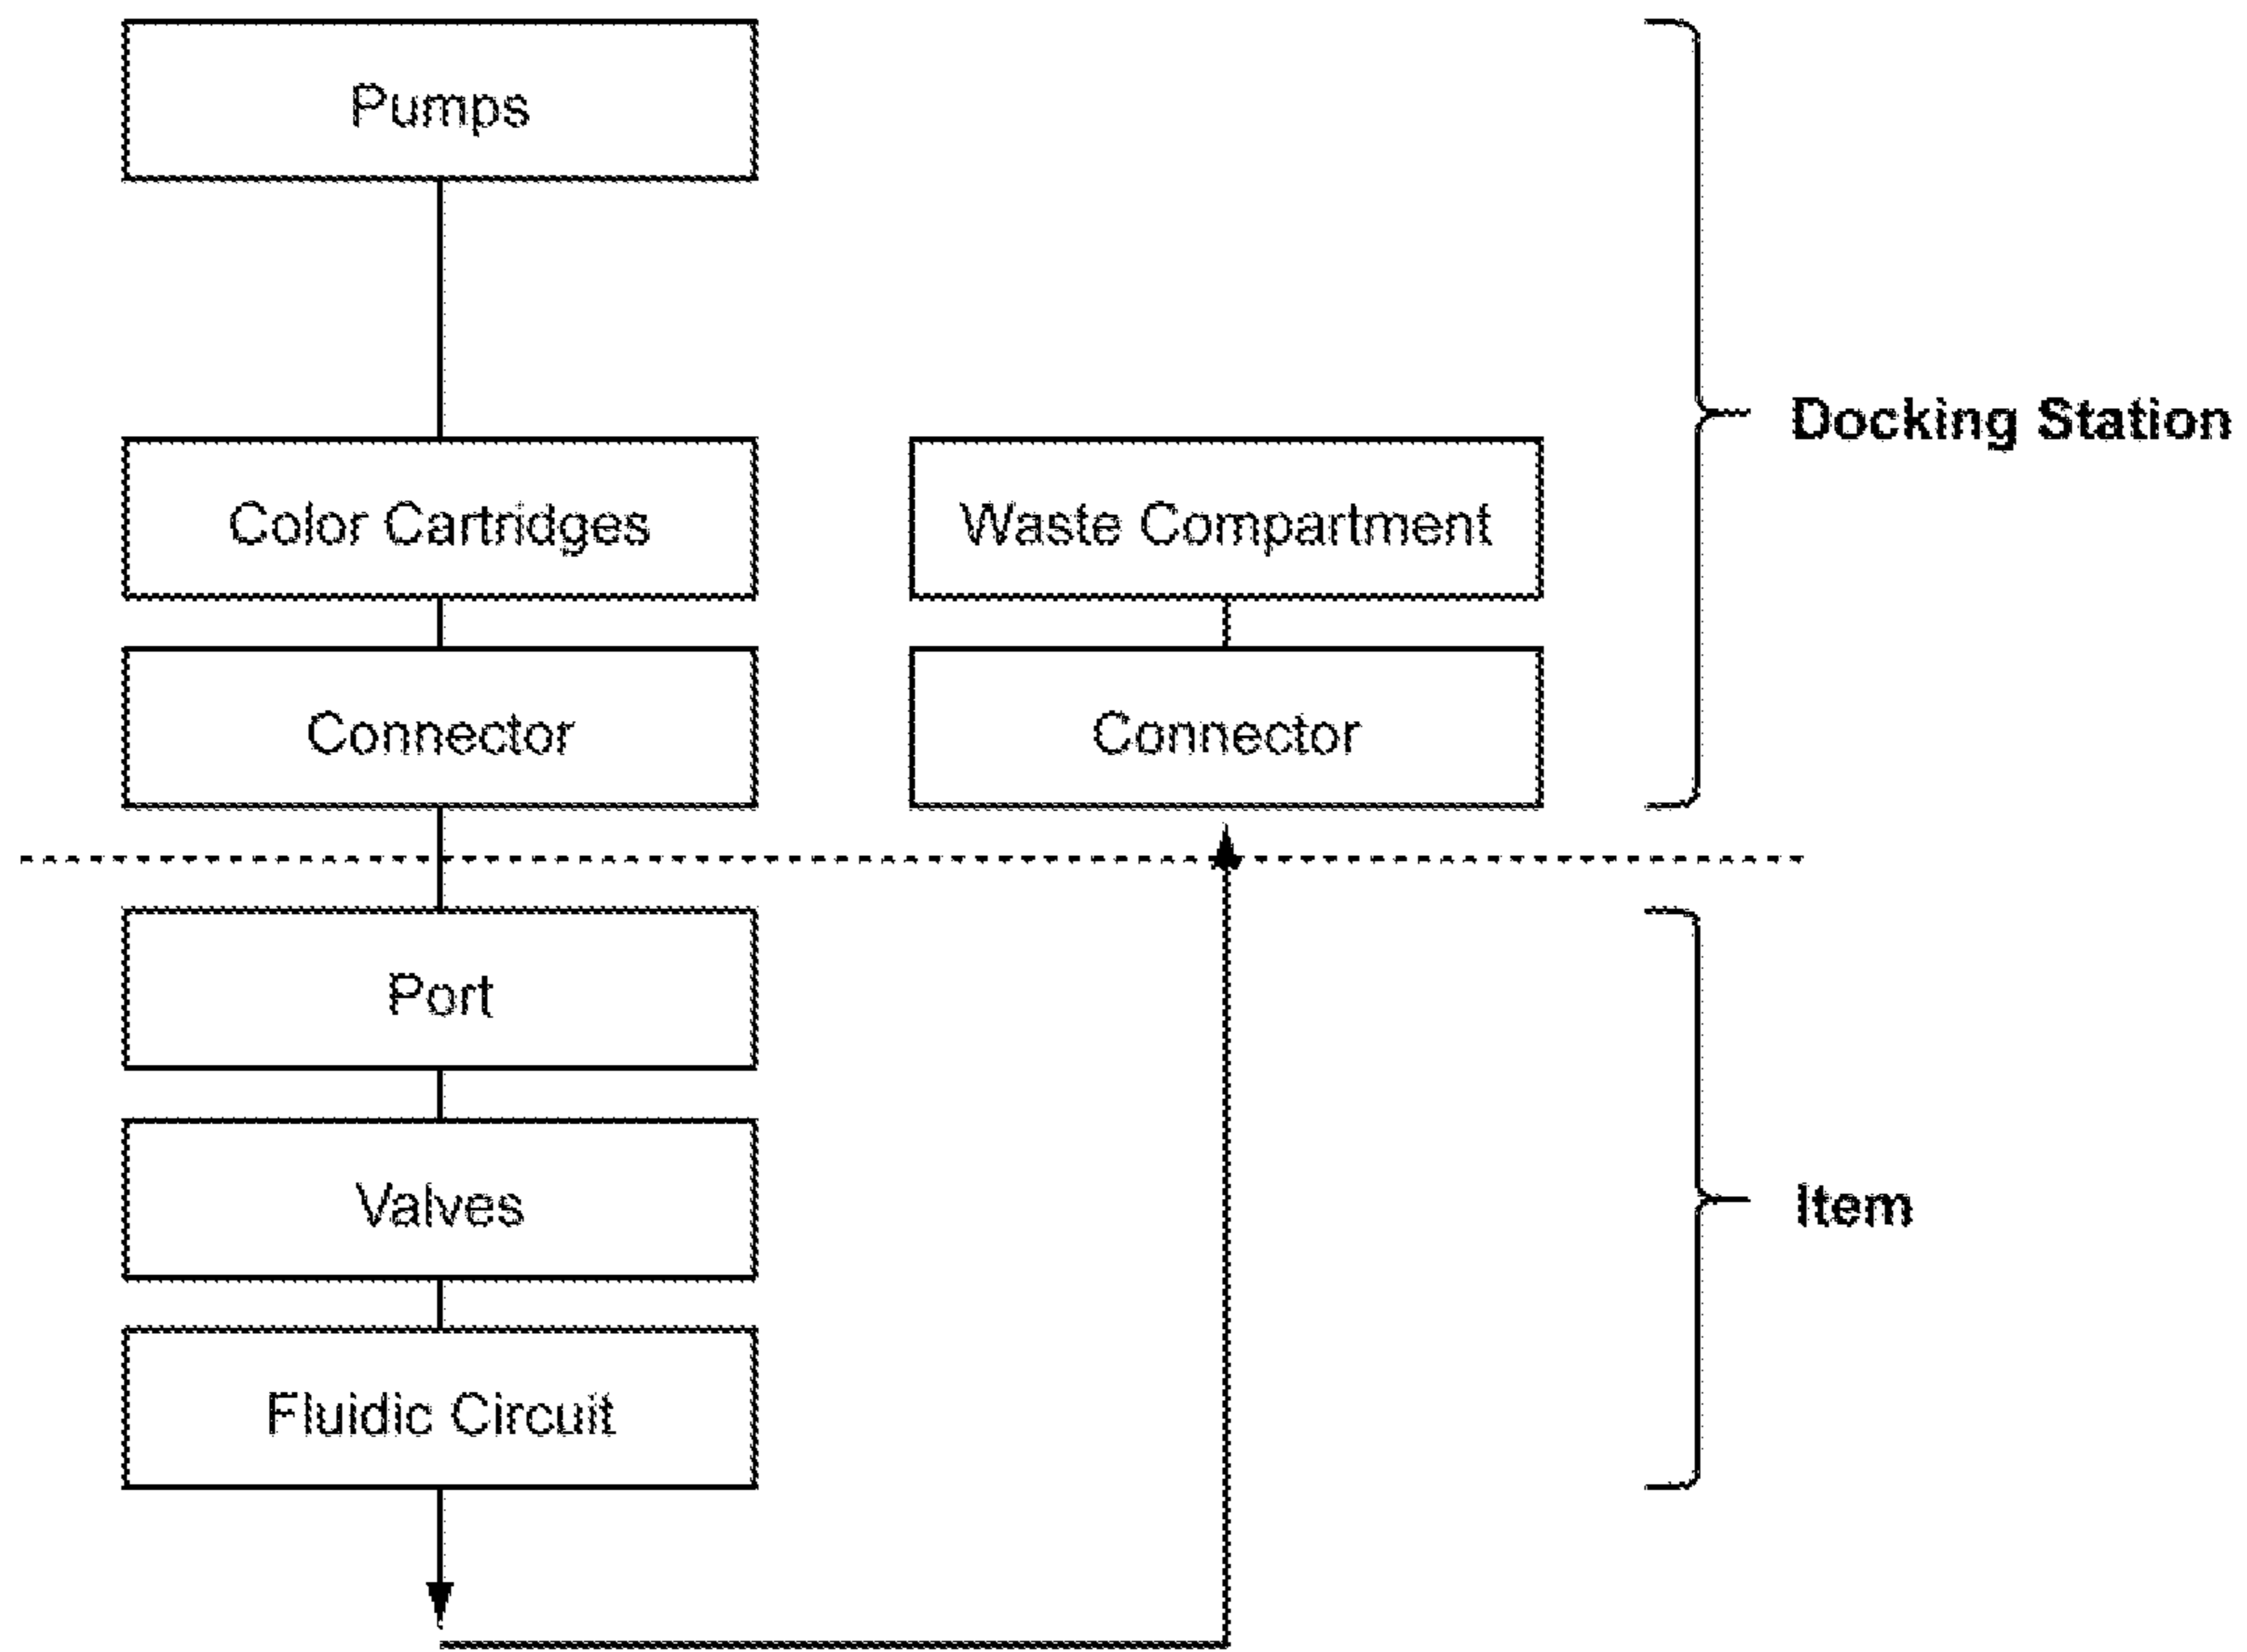 Pumps
Docking Station
Color Cartridges
Waste Compartment
Connector
Connector
Port
Valves
Item
Fluidic Circuit